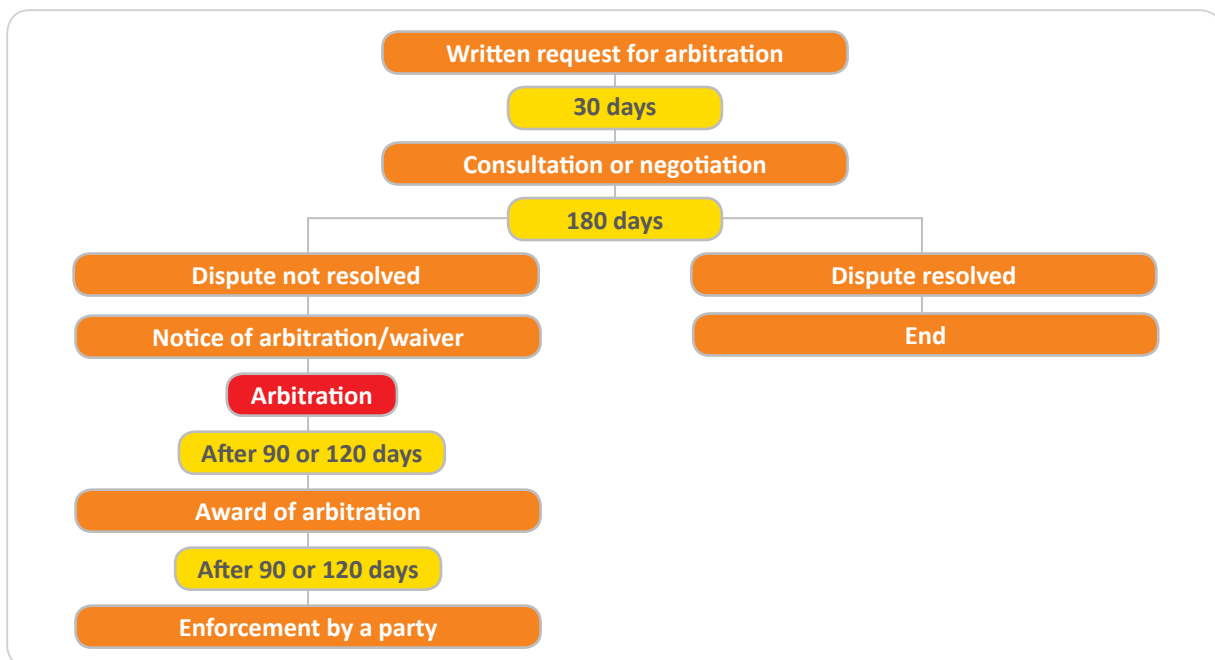 Written request for arbitration
30 days
Consultation or negotiation
180 days
Dispute not resolved
Dispute resolved
Notice of arbitration/waiver
End
Arbitration
After 90 or 120 days
Award of arbitration
After 90 or 120 days
Enforcement by a party